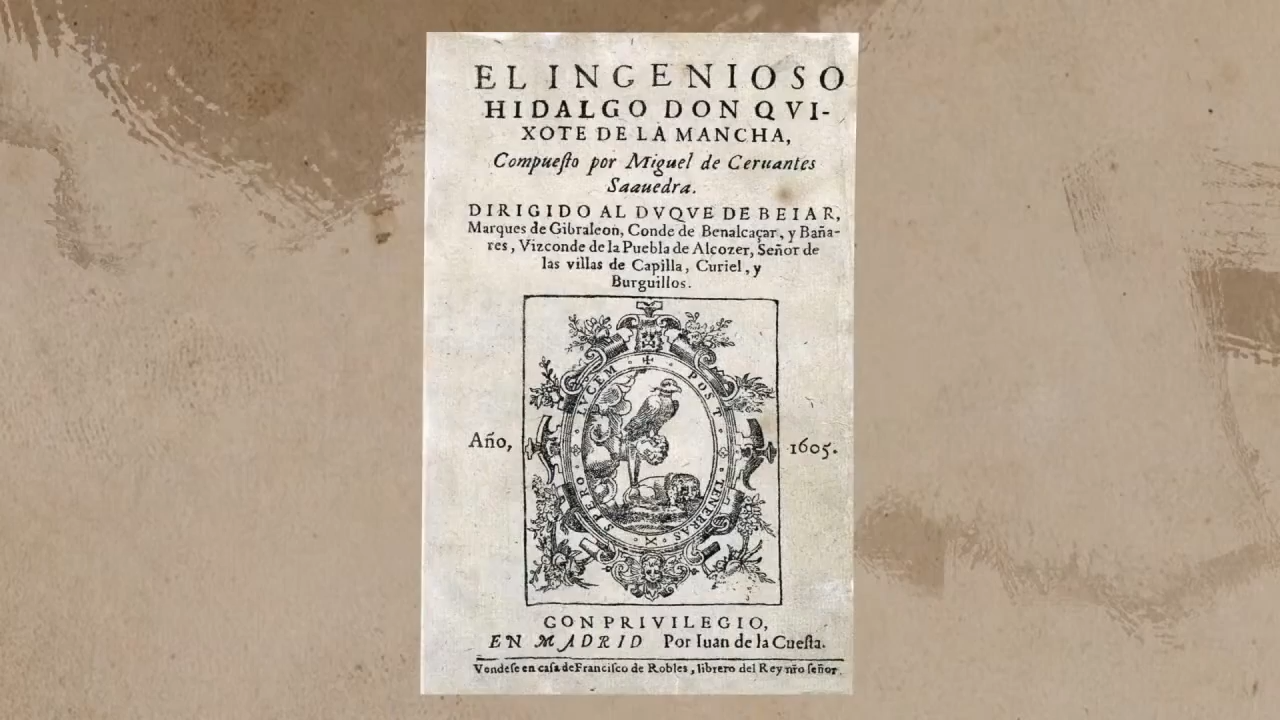 EL INGENIOSO
HIDALGO DON QVI-
XOTE DE LA MANCHA,
Compuesto por Miguel de Ceruantes
Saauedra.
DIRIGIDO AL DVQVE DE BEIAR,
Marques de Gibraleon, Conde de Benalcaçar, y Baña-
res, Vizconde de la Puebla de Alcozer, Señor de
las villas de Capilla, Curiel, y
Burguillos.
POST TENEBRAS SPERO LVCEM
Año, 1605.
CON PRIVILEGIO,
EN MADRID Por Iuan de la Cuesta.
Vendese en casa de Francisco de Robles, librero del Rey nro señor.